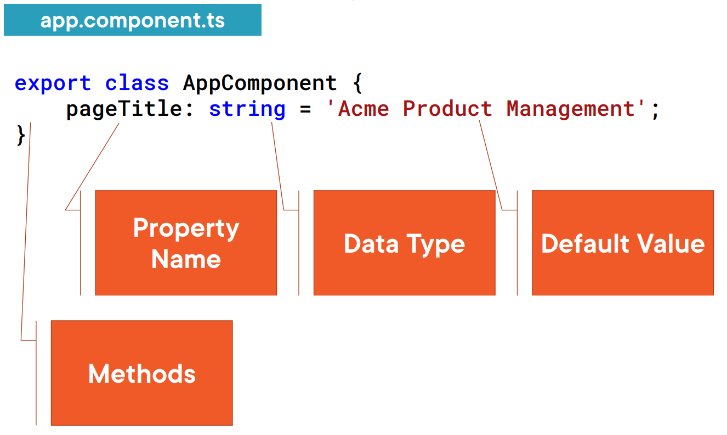 app.component.ts
export class AppComponent {
pageTitle: string = 'Acme Product Management';
}
Property
Name
Data Type
Default Value
Methods